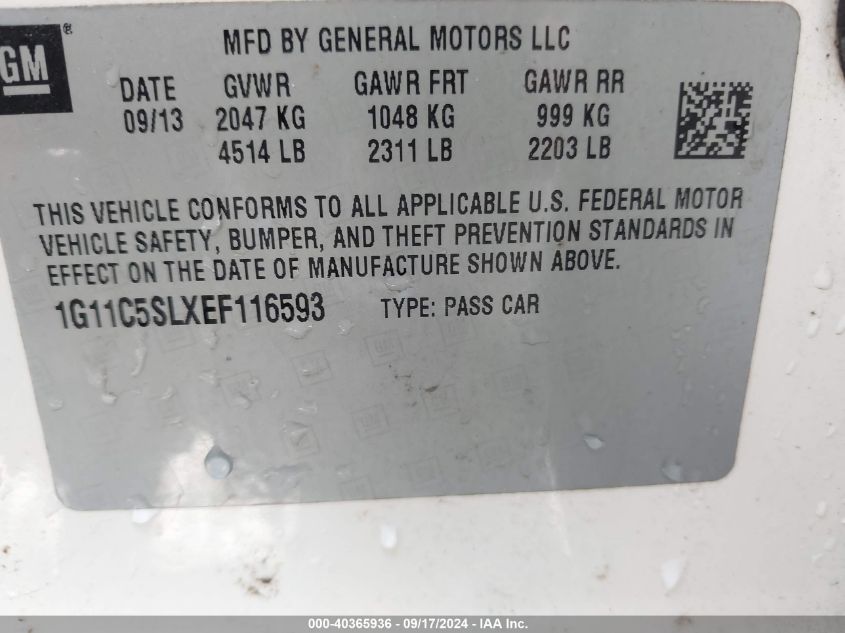 GM®
MFD BY GENERAL MOTORS LLC
DATE GVWR GAWR FRT GAWR RR
09/13 2047 KG 1048 KG 999 KG
4514 LB 2311 LB 2203 LB
THIS VEHICLE CONFORMS TO ALL APPLICABLE U.S. FEDERAL MOTOR
VEHICLE SAFETY, BUMPER, AND THEFT PREVENTION STANDARDS IN
EFFECT ON THE DATE OF MANUFACTURE SHOWN ABOVE.
1G11C5SLXEF116593 TYPE: PASS CAR
000-40365936 - 09/17/2024 - IAA Inc.